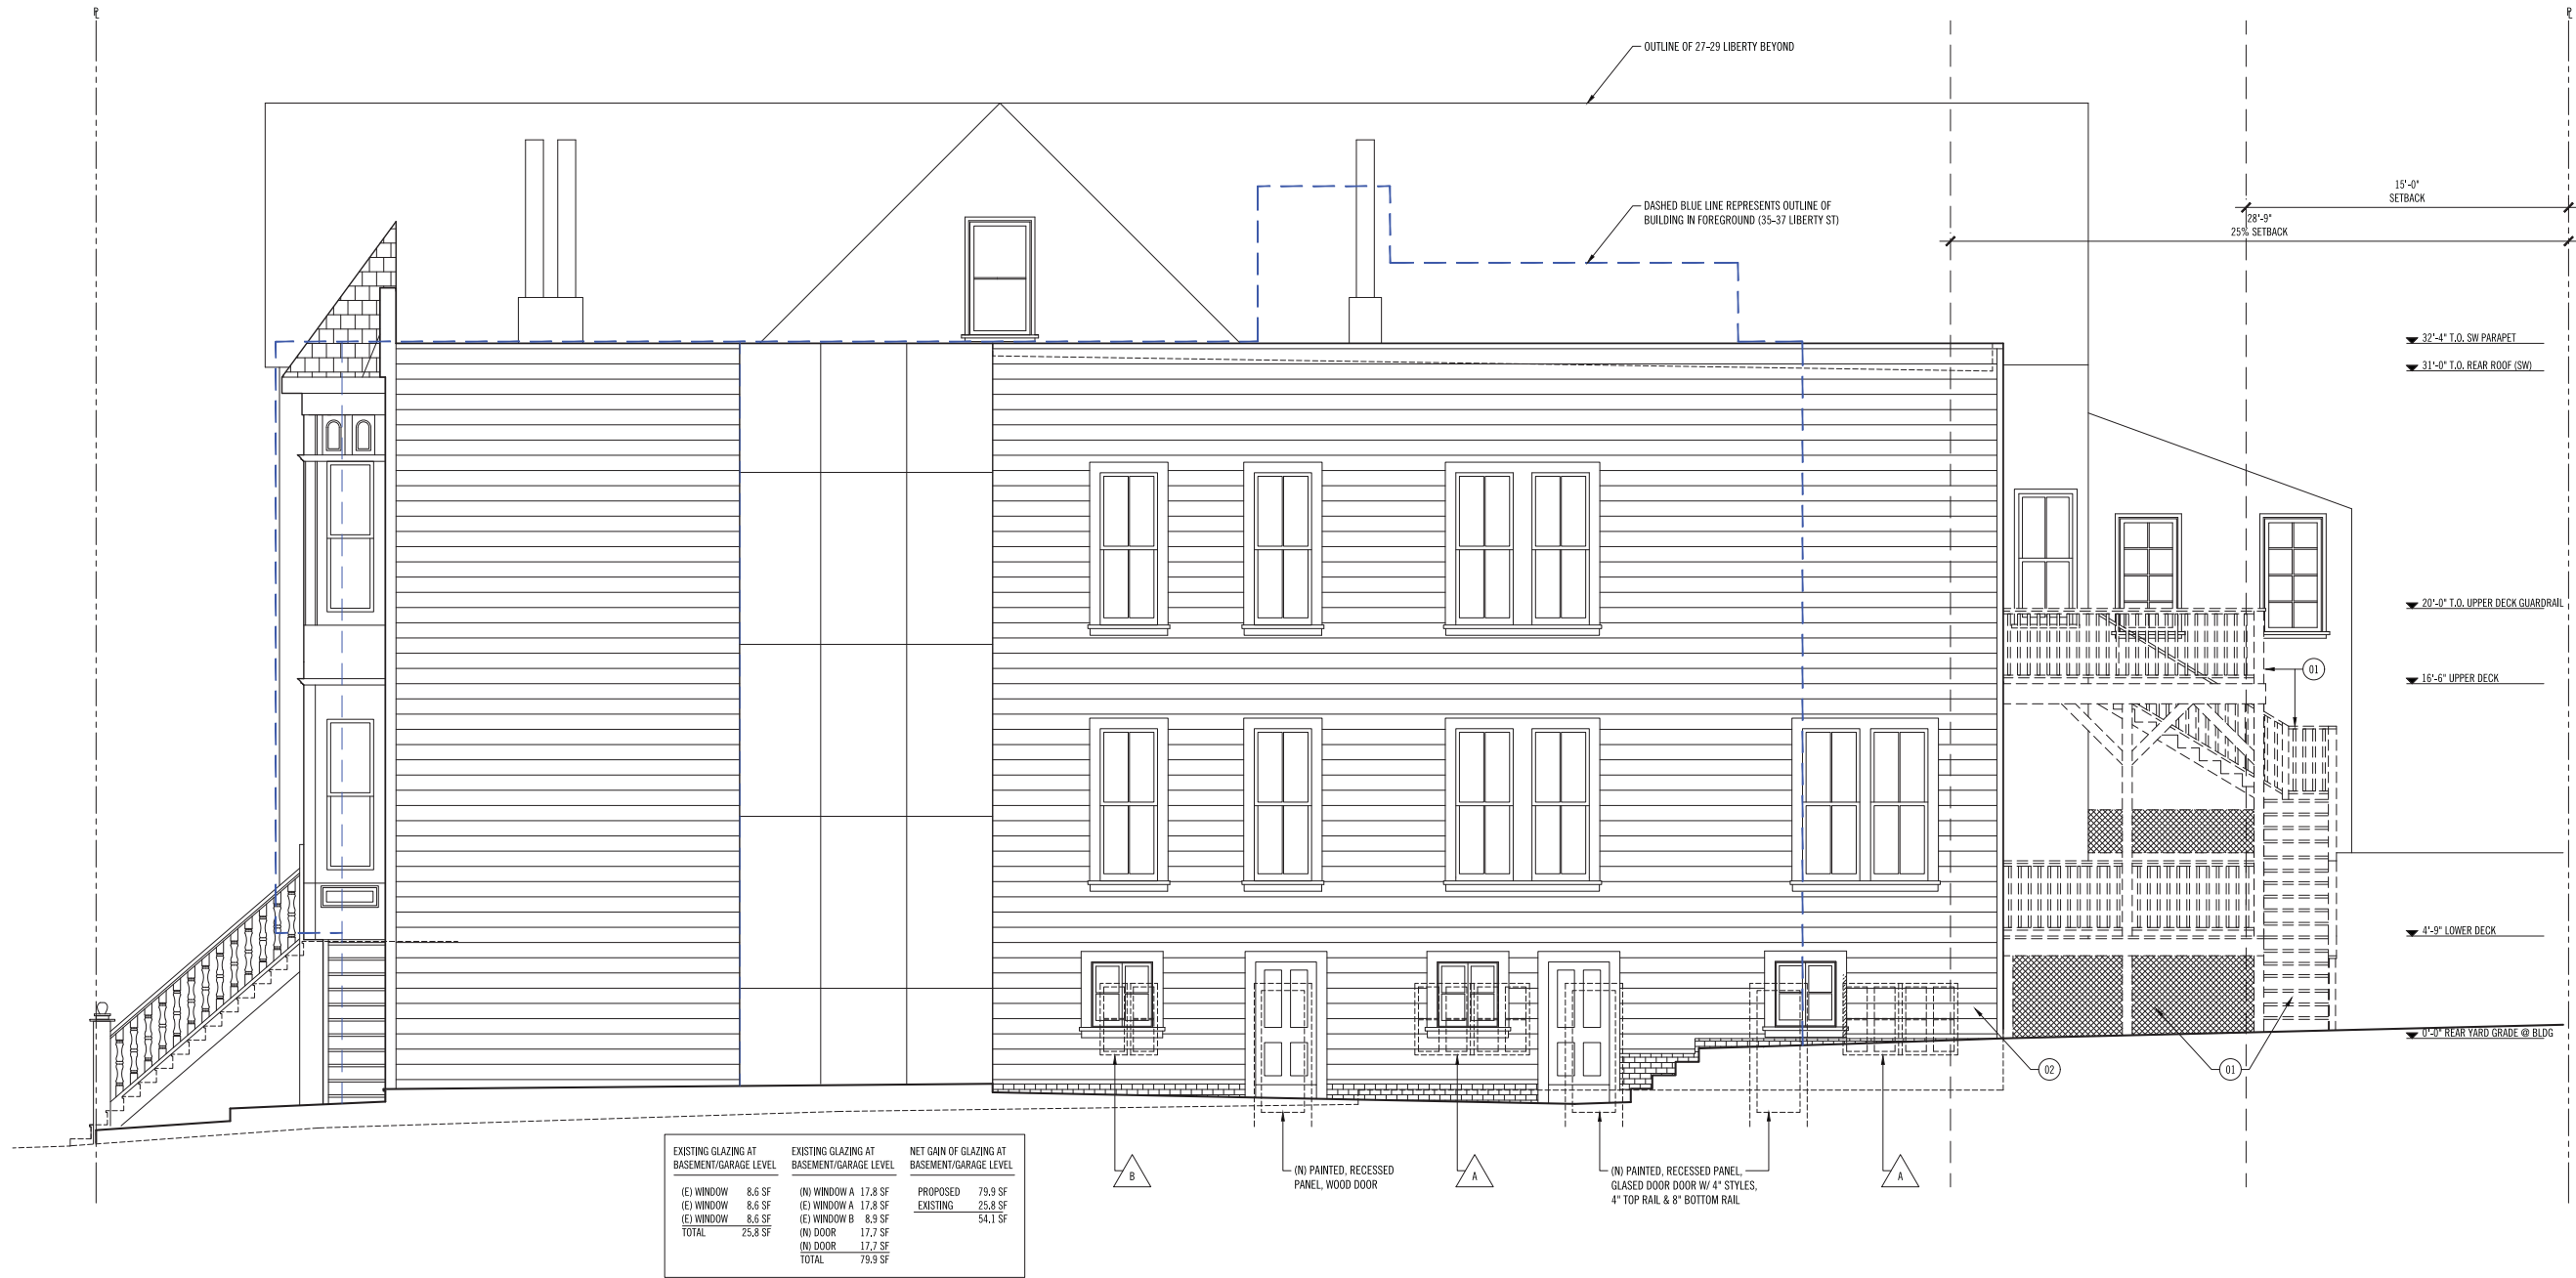 PL
PL
OUTLINE OF 27-29 LIBERTY BEYOND
15'-0"
SETBACK
DASHED BLUE LINE REPRESENTS OUTLINE OF
BUILDING IN FOREGROUND (35-37 LIBERTY ST)
28'-9"
25% SETBACK
32'-4" T.O. SW PARAPET
31'-0" T.O. REAR ROOF (SW)
20'-0" T.O. UPPER DECK GUARDRAIL
01
16'-6" UPPER DECK
4'-9" LOWER DECK
0'-0" REAR YARD GRADE @ BLDG
02
01
B
(N) PAINTED, RECESSED
PANEL, WOOD DOOR
A
(N) PAINTED, RECESSED PANEL,
GLASED DOOR DOOR W/ 4" STYLES,
4" TOP RAIL & 8" BOTTOM RAIL
A
EXISTING GLAZING AT
BASEMENT/GARAGE LEVEL
(E) WINDOW 8.6 SF
(E) WINDOW 8.6 SF
(E) WINDOW 8.6 SF
TOTAL 25.8 SF
EXISTING GLAZING AT
BASEMENT/GARAGE LEVEL
(N) WINDOW A 17.8 SF
(E) WINDOW A 17.8 SF
(E) WINDOW B 8.9 SF
(N) DOOR 17.7 SF
(N) DOOR 17.7 SF
TOTAL 79.9 SF
NET GAIN OF GLAZING AT
BASEMENT/GARAGE LEVEL
PROPOSED 79.9 SF
EXISTING 25.8 SF
54.1 SF